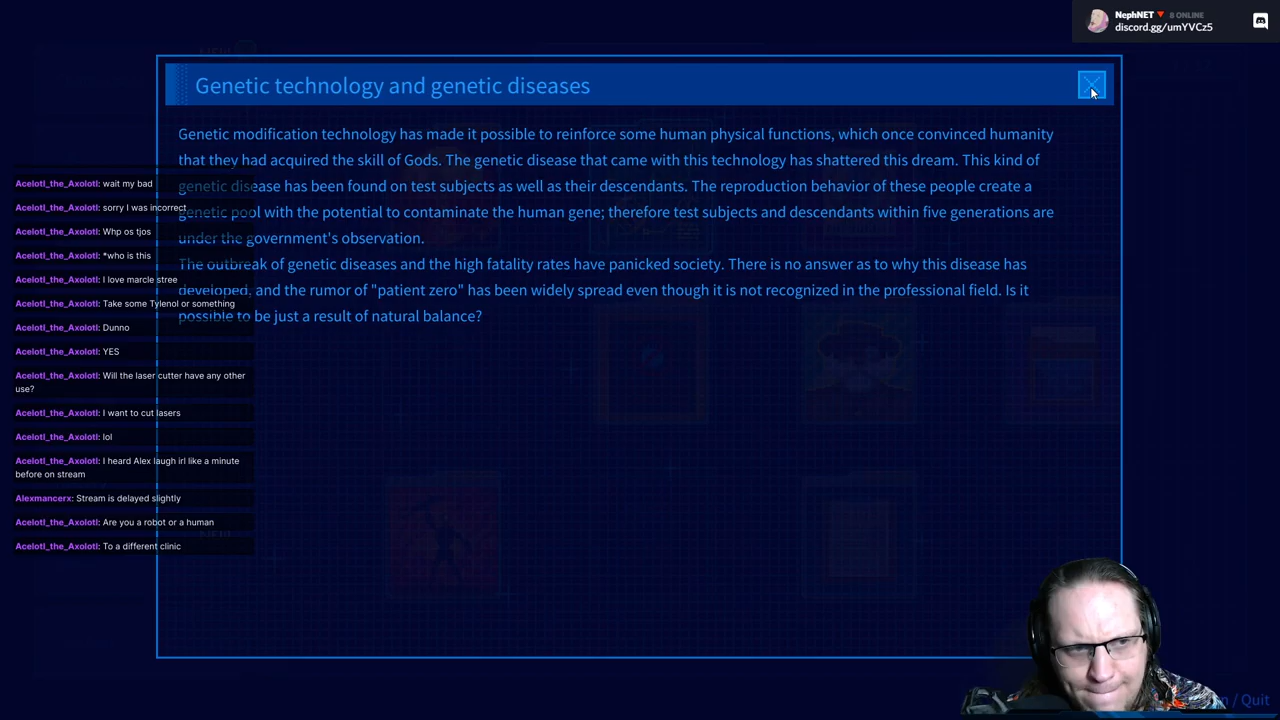 NephNET 8 ONLINE
discord.gg/umYVCz5
Genetic technology and genetic diseases
Genetic modification technology has made it possible to reinforce some human physical functions, which once convinced humanity
that they had acquired the skill of Gods. The genetic disease that came with this technology has shattered this dream. This kind of
genetic disease has been found on test subjects as well as their descendants. The reproduction behavior of these people create a
genetic pool with the potential to contaminate the human gene; therefore test subjects and descendants within five generations are
under the government's observation.
The outbreak of genetic diseases and the high fatality rates have panicked society. There is no answer as to why this disease has
developed, and the rumor of "patient zero" has been widely spread even though it is not recognized in the professional field. Is it
possible to be just a result of natural balance?
Acelotl_the_Axolotl: wait my bad
Acelotl_the_Axolotl: sorry I was incorrect
Acelotl_the_Axolotl: Whp os tjos
Acelotl_the_Axolotl: *who is this
Acelotl_the_Axolotl: I love marcle stree
Acelotl_the_Axolotl: Take some Tylenol or something
Acelotl_the_Axolotl: Dunno
Acelotl_the_Axolotl: YES
Acelotl_the_Axolotl: Will the laser cutter have any other
use?
Acelotl_the_Axolotl: I want to cut lasers
Acelotl_the_Axolotl: lol
Acelotl_the_Axolotl: I heard Alex laugh irl like a minute
before on stream
Alexmancerx: Stream is delayed slightly
Acelotl_the_Axolotl: Are you a robot or a human
Acelotl_the_Axolotl: To a different clinic
/ Quit